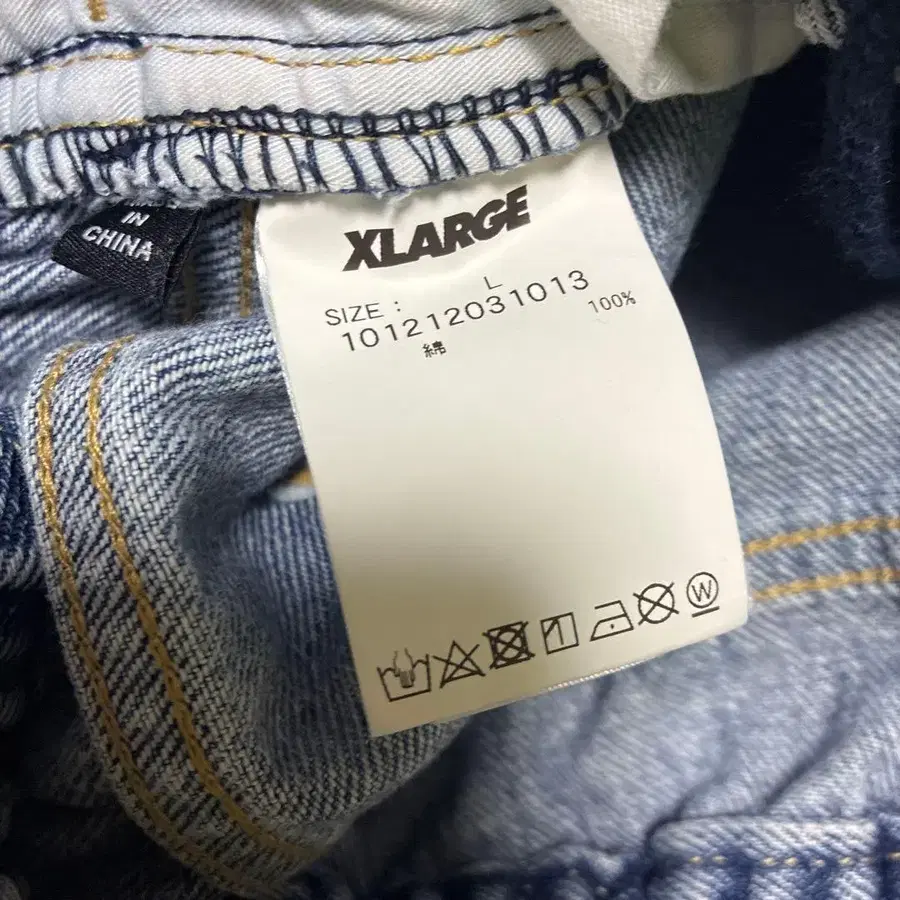 IN
CHINA
XLARGE
SIZE : L
101212031013
綿 100%
W